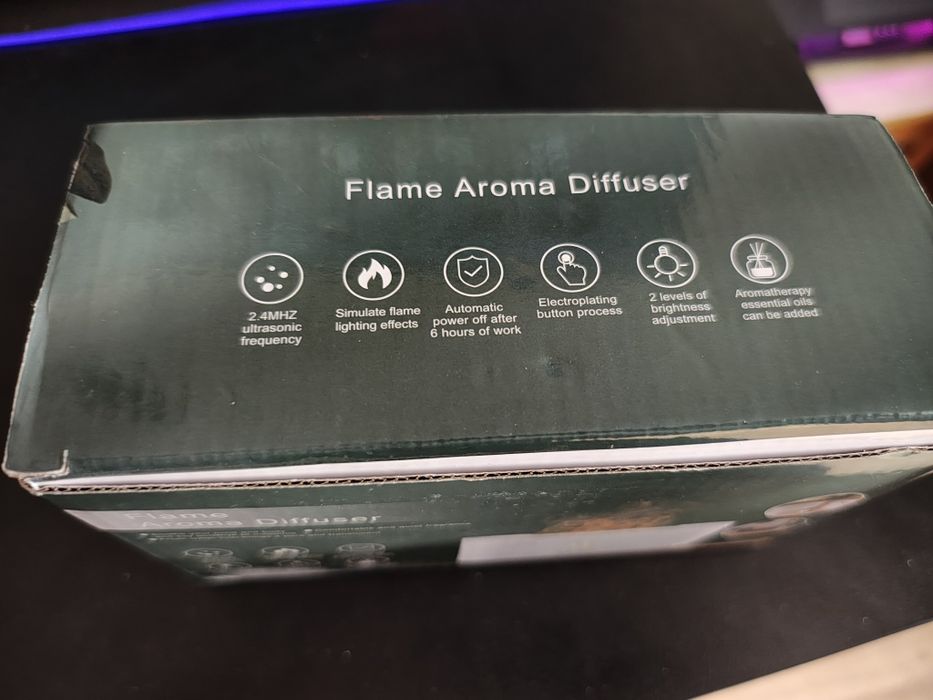 Flame Aroma Diffuser
2.4MHZ
ultrasonic
frequency
Simulate flame
lighting effects
Automatic
power off after
6 hours of work
Electroplating
button process
2 levels of
brightness
adjustment
Aromatherapy
essential oils
can be added
Flame
Aroma Diffuser